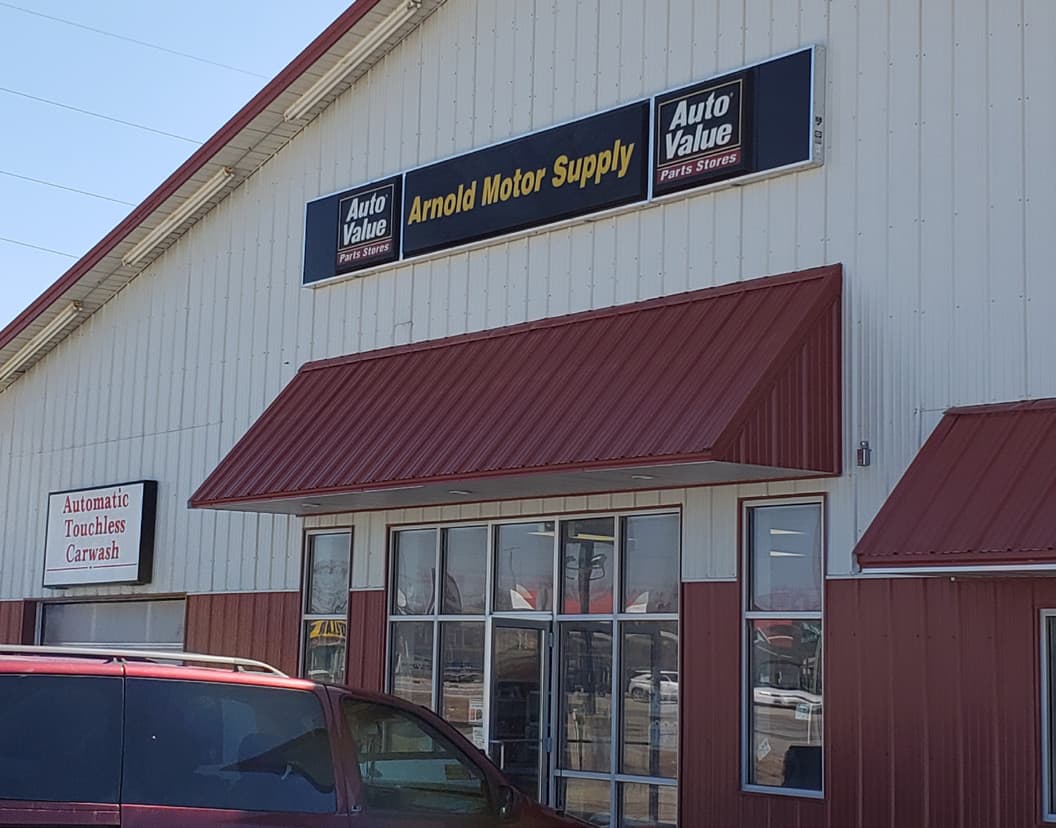 Auto
Value
Parts Stores
Arnold Motor Supply
Auto
Value
Parts Stores
Automatic
Touchless
Carwash